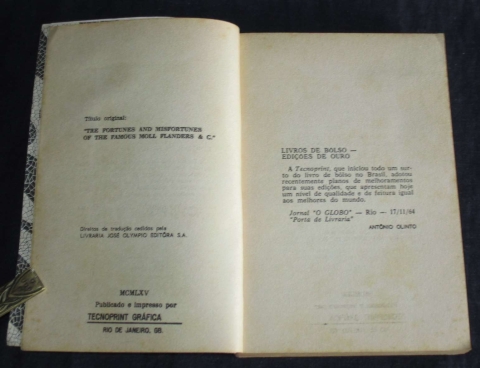 Título original:
"THE FORTUNES AND MISFORTUNES
OF THE FAMOUS MOLL FLANDERS & C."
Direitos de tradução cedidos pela
LIVRARIA JOSÉ OLYMPIO EDITÔRA S.A.
MCMLXV
Publicado e impresso por
TECNOPRINT GRÁFICA
RIO DE JANEIRO, GB.
LIVROS DE BOLSO —
EDIÇÕES DE OURO
A Tecnoprint, que iniciou todo um sur-
to do livro de bolso no Brasil, adotou
recentemente planos de melhoramentos
para suas edições, que apresentam hoje
um nível de qualidade e de feitura igual
aos melhores do mundo.
Jornal "O GLOBO" — Rio — 17/11/64
"Porta de Livraria"
ANTÔNIO OLINTO